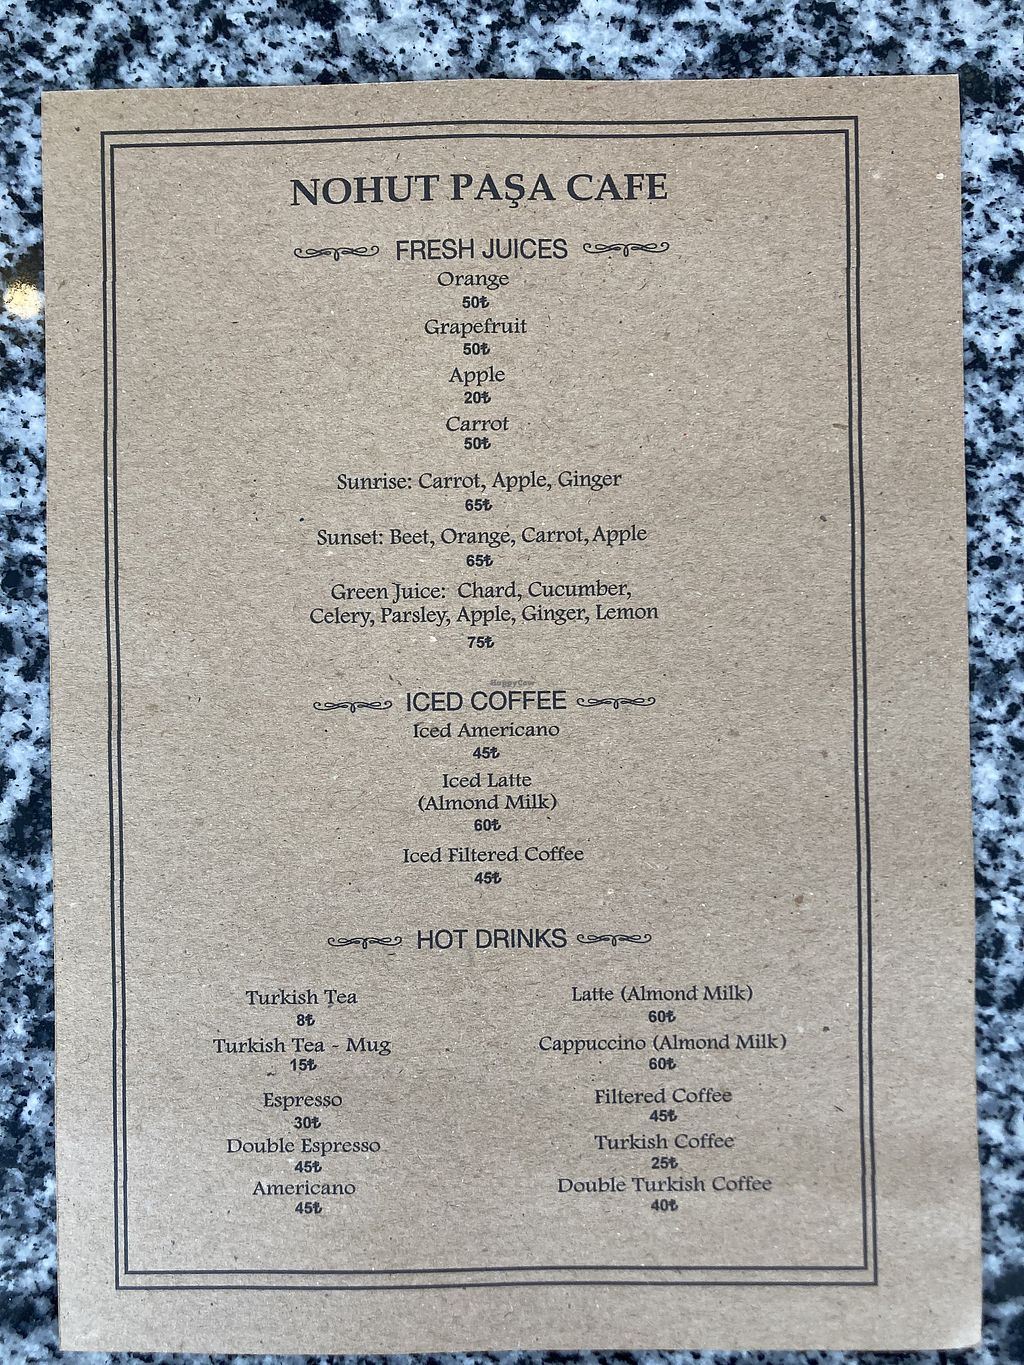 NOHUT PAŞA CAFE
FRESH JUICES
Orange
50₺
Grapefruit
50₺
Apple
20₺
Carrot
50₺
Sunrise: Carrot, Apple, Ginger
65₺
Sunset: Beet, Orange, Carrot, Apple
65₺
Green Juice: Chard, Cucumber,
Celery, Parsley, Apple, Ginger, Lemon
75₺
HappyCow
ICED COFFEE
Iced Americano
45₺
Iced Latte
(Almond Milk)
60₺
Iced Filtered Coffee
45₺
HOT DRINKS
Turkish Tea
8₺
Turkish Tea - Mug
15₺
Espresso
30₺
Double Espresso
45₺
Americano
45₺
Latte (Almond Milk)
60₺
Cappuccino (Almond Milk)
60₺
Filtered Coffee
45₺
Turkish Coffee
25₺
Double Turkish Coffee
40₺